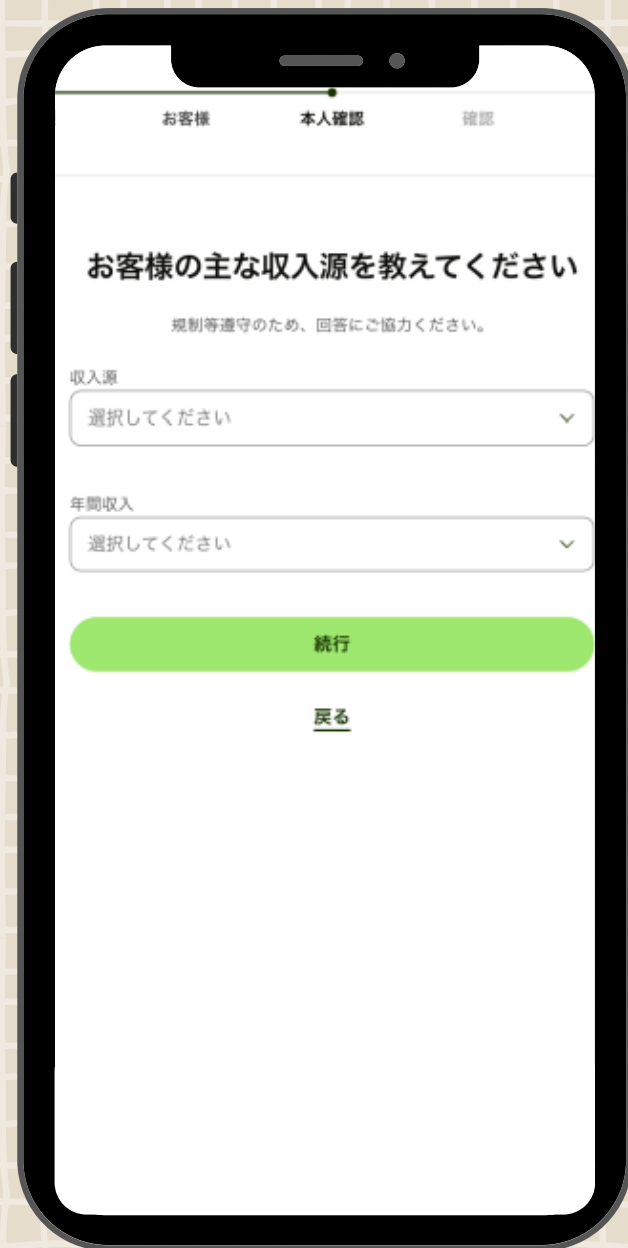 お客様
本人確認
確認
お客様の主な収入源を教えてください
規制等遵守のため、回答にご協力ください。
収入源
選択してください
年間収入
選択してください
続行
戻る